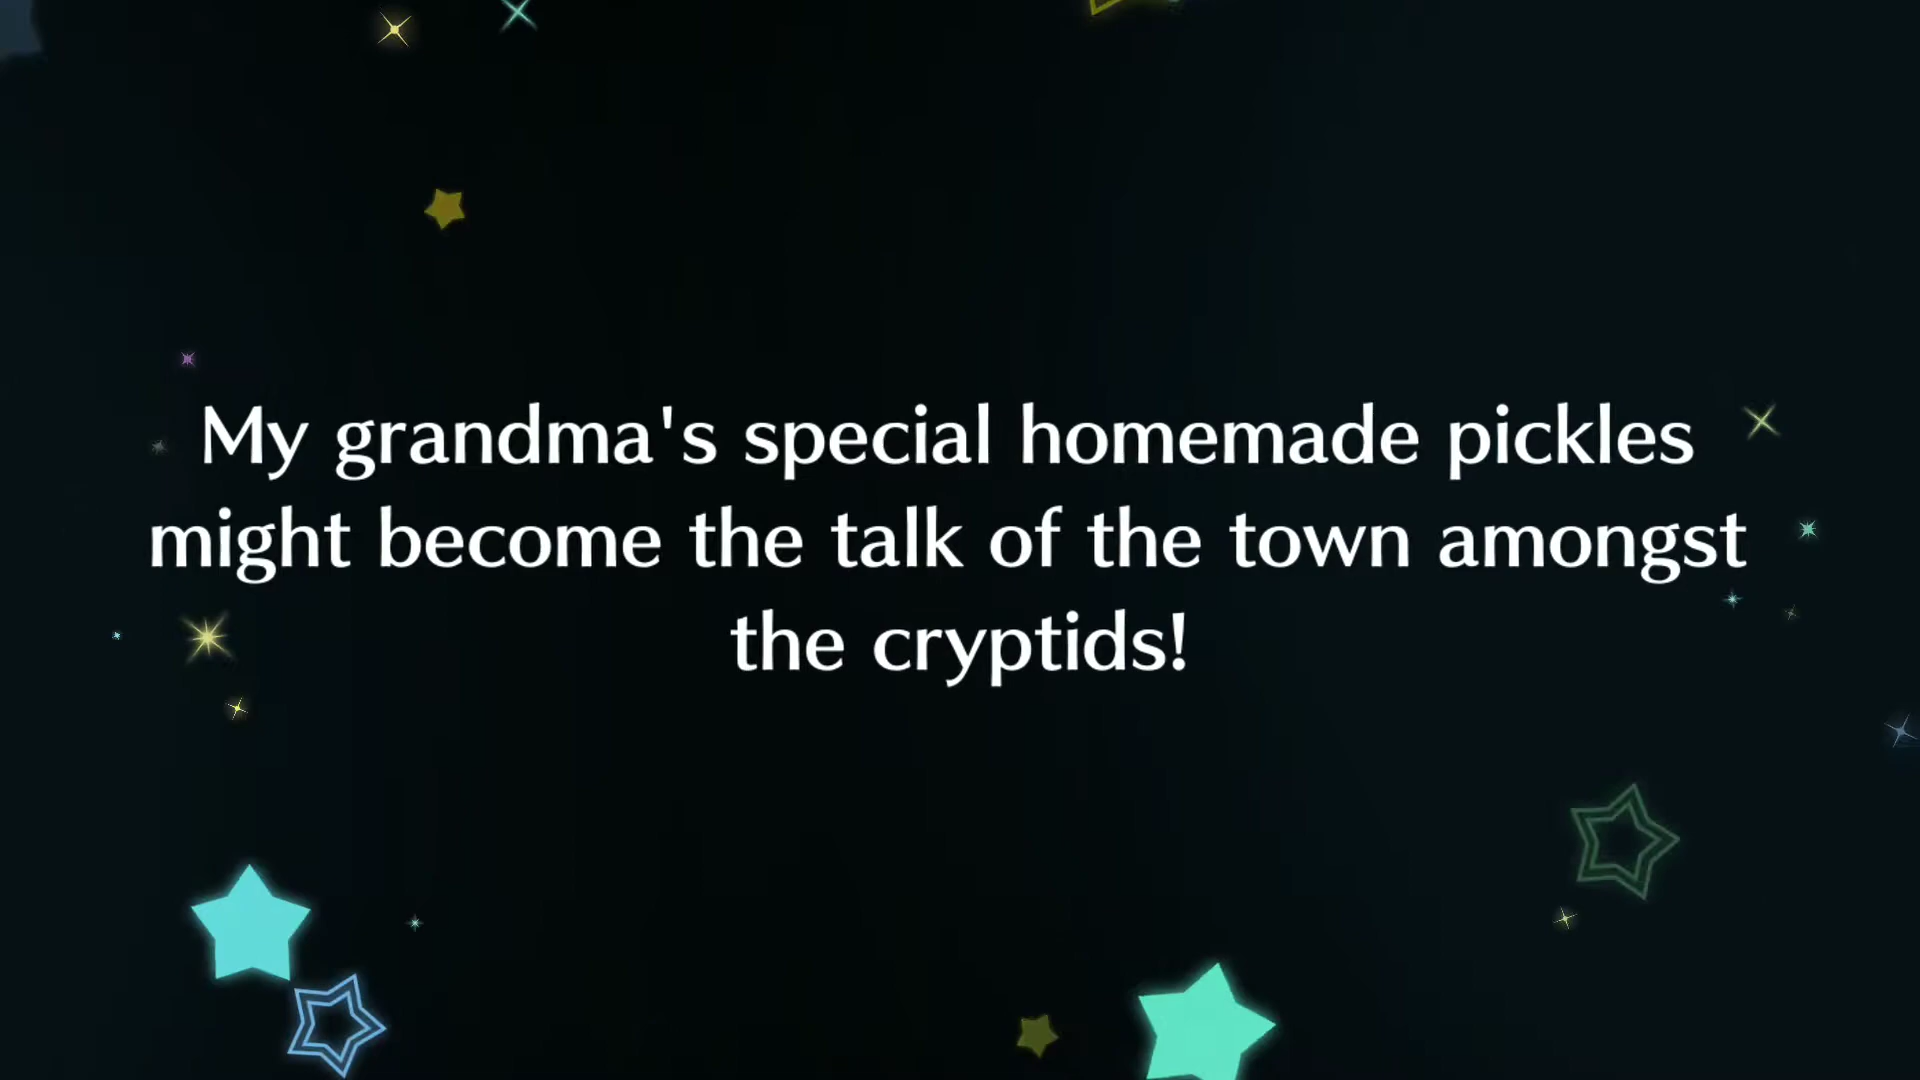 My grandma's special homemade pickles
might become the talk of the town amongst
the cryptids!